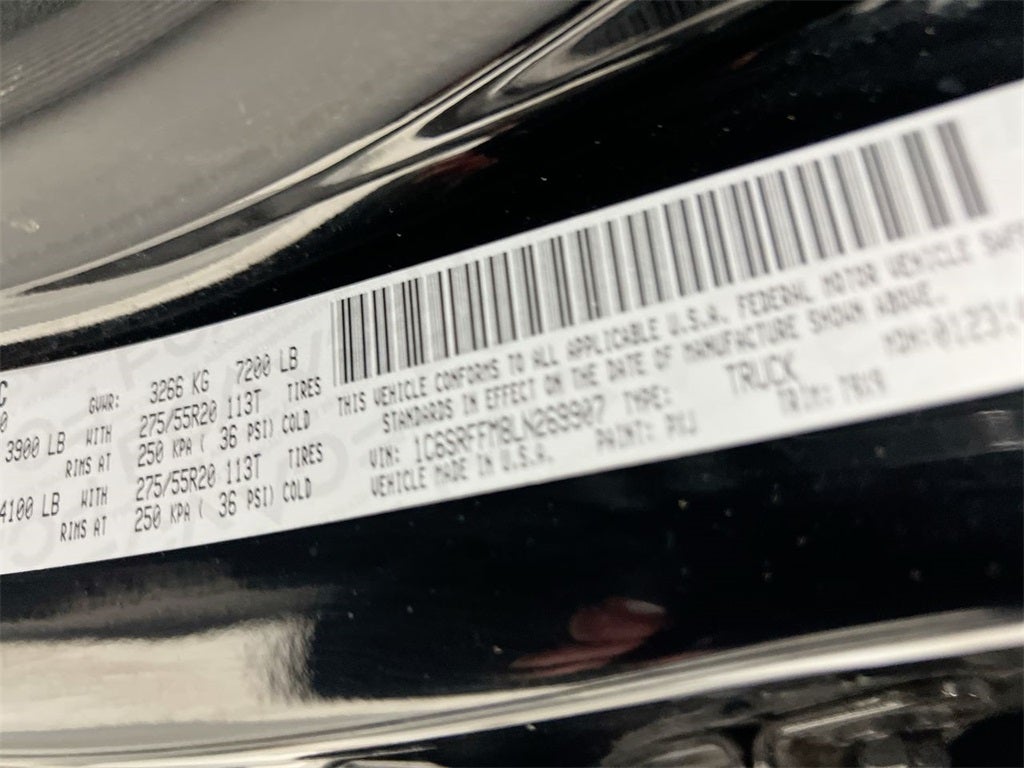 C
GVWR: 3266 KG 7200 LB
0
3900 LB WITH 275/55R20 113T TIRES
RIMS AT 250 KPA ( 36 PSI) COLD
4100 LB WITH 275/55R20 113T TIRES
RIMS AT 250 KPA ( 36 PSI) COLD
THIS VEHICLE CONFORMS TO ALL APPLICABLE U.S.A. FEDERAL MOTOR VEHICLE
STANDARDS IN EFFECT ON THE DATE OF MANUFACTURE SHOWN ABOVE.
VIN: 1C6SRFFM8LN269907 TYPE: TRUCK
VEHICLE MADE IN U.S.A. PAINT: PXJ